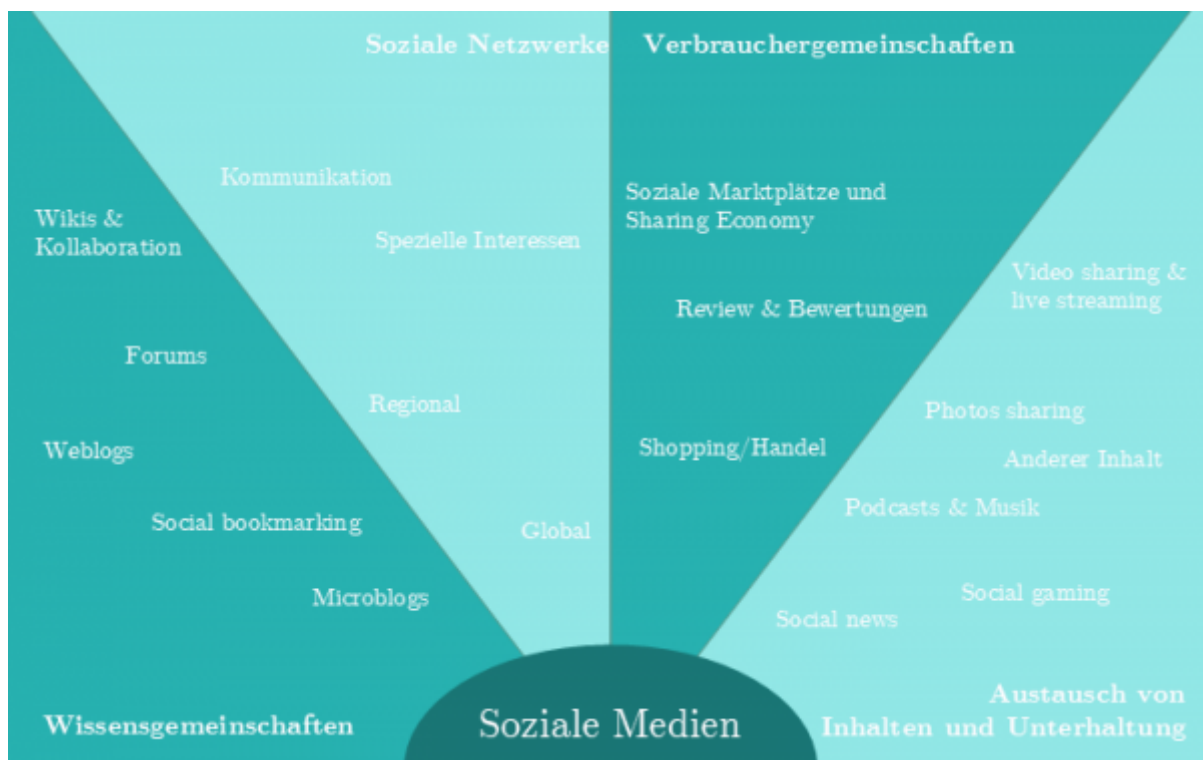 Soziale Netzwerke
Verbrauchergemeinschaften
Kommunikation
Spezielle Interessen
Regional
Global
Soziale Marktplätze und
Sharing Economy
Review & Bewertungen
Shopping/Handel
Wikis &
Kollaboration
Forums
Weblogs
Social bookmarking
Microblogs
Wissensgemeinschaften
Video sharing &
live streaming
Photos sharing
Anderer Inhalt
Podcasts & Musik
Social gaming
Social news
Austausch von
Inhalten und Unterhaltung
Soziale Medien